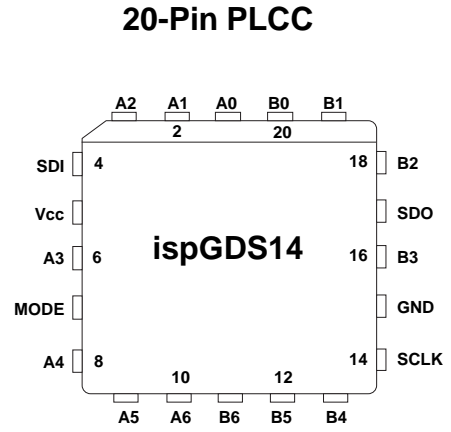 20-Pin PLCC
A2 A1 A0 B0 B1
2 20
SDI 4 18 B2
Vcc SDO
A3 6 ispGDS14 16 B3
MODE GND
A4 8 14 SCLK
10 12
A5 A6 B6 B5 B4